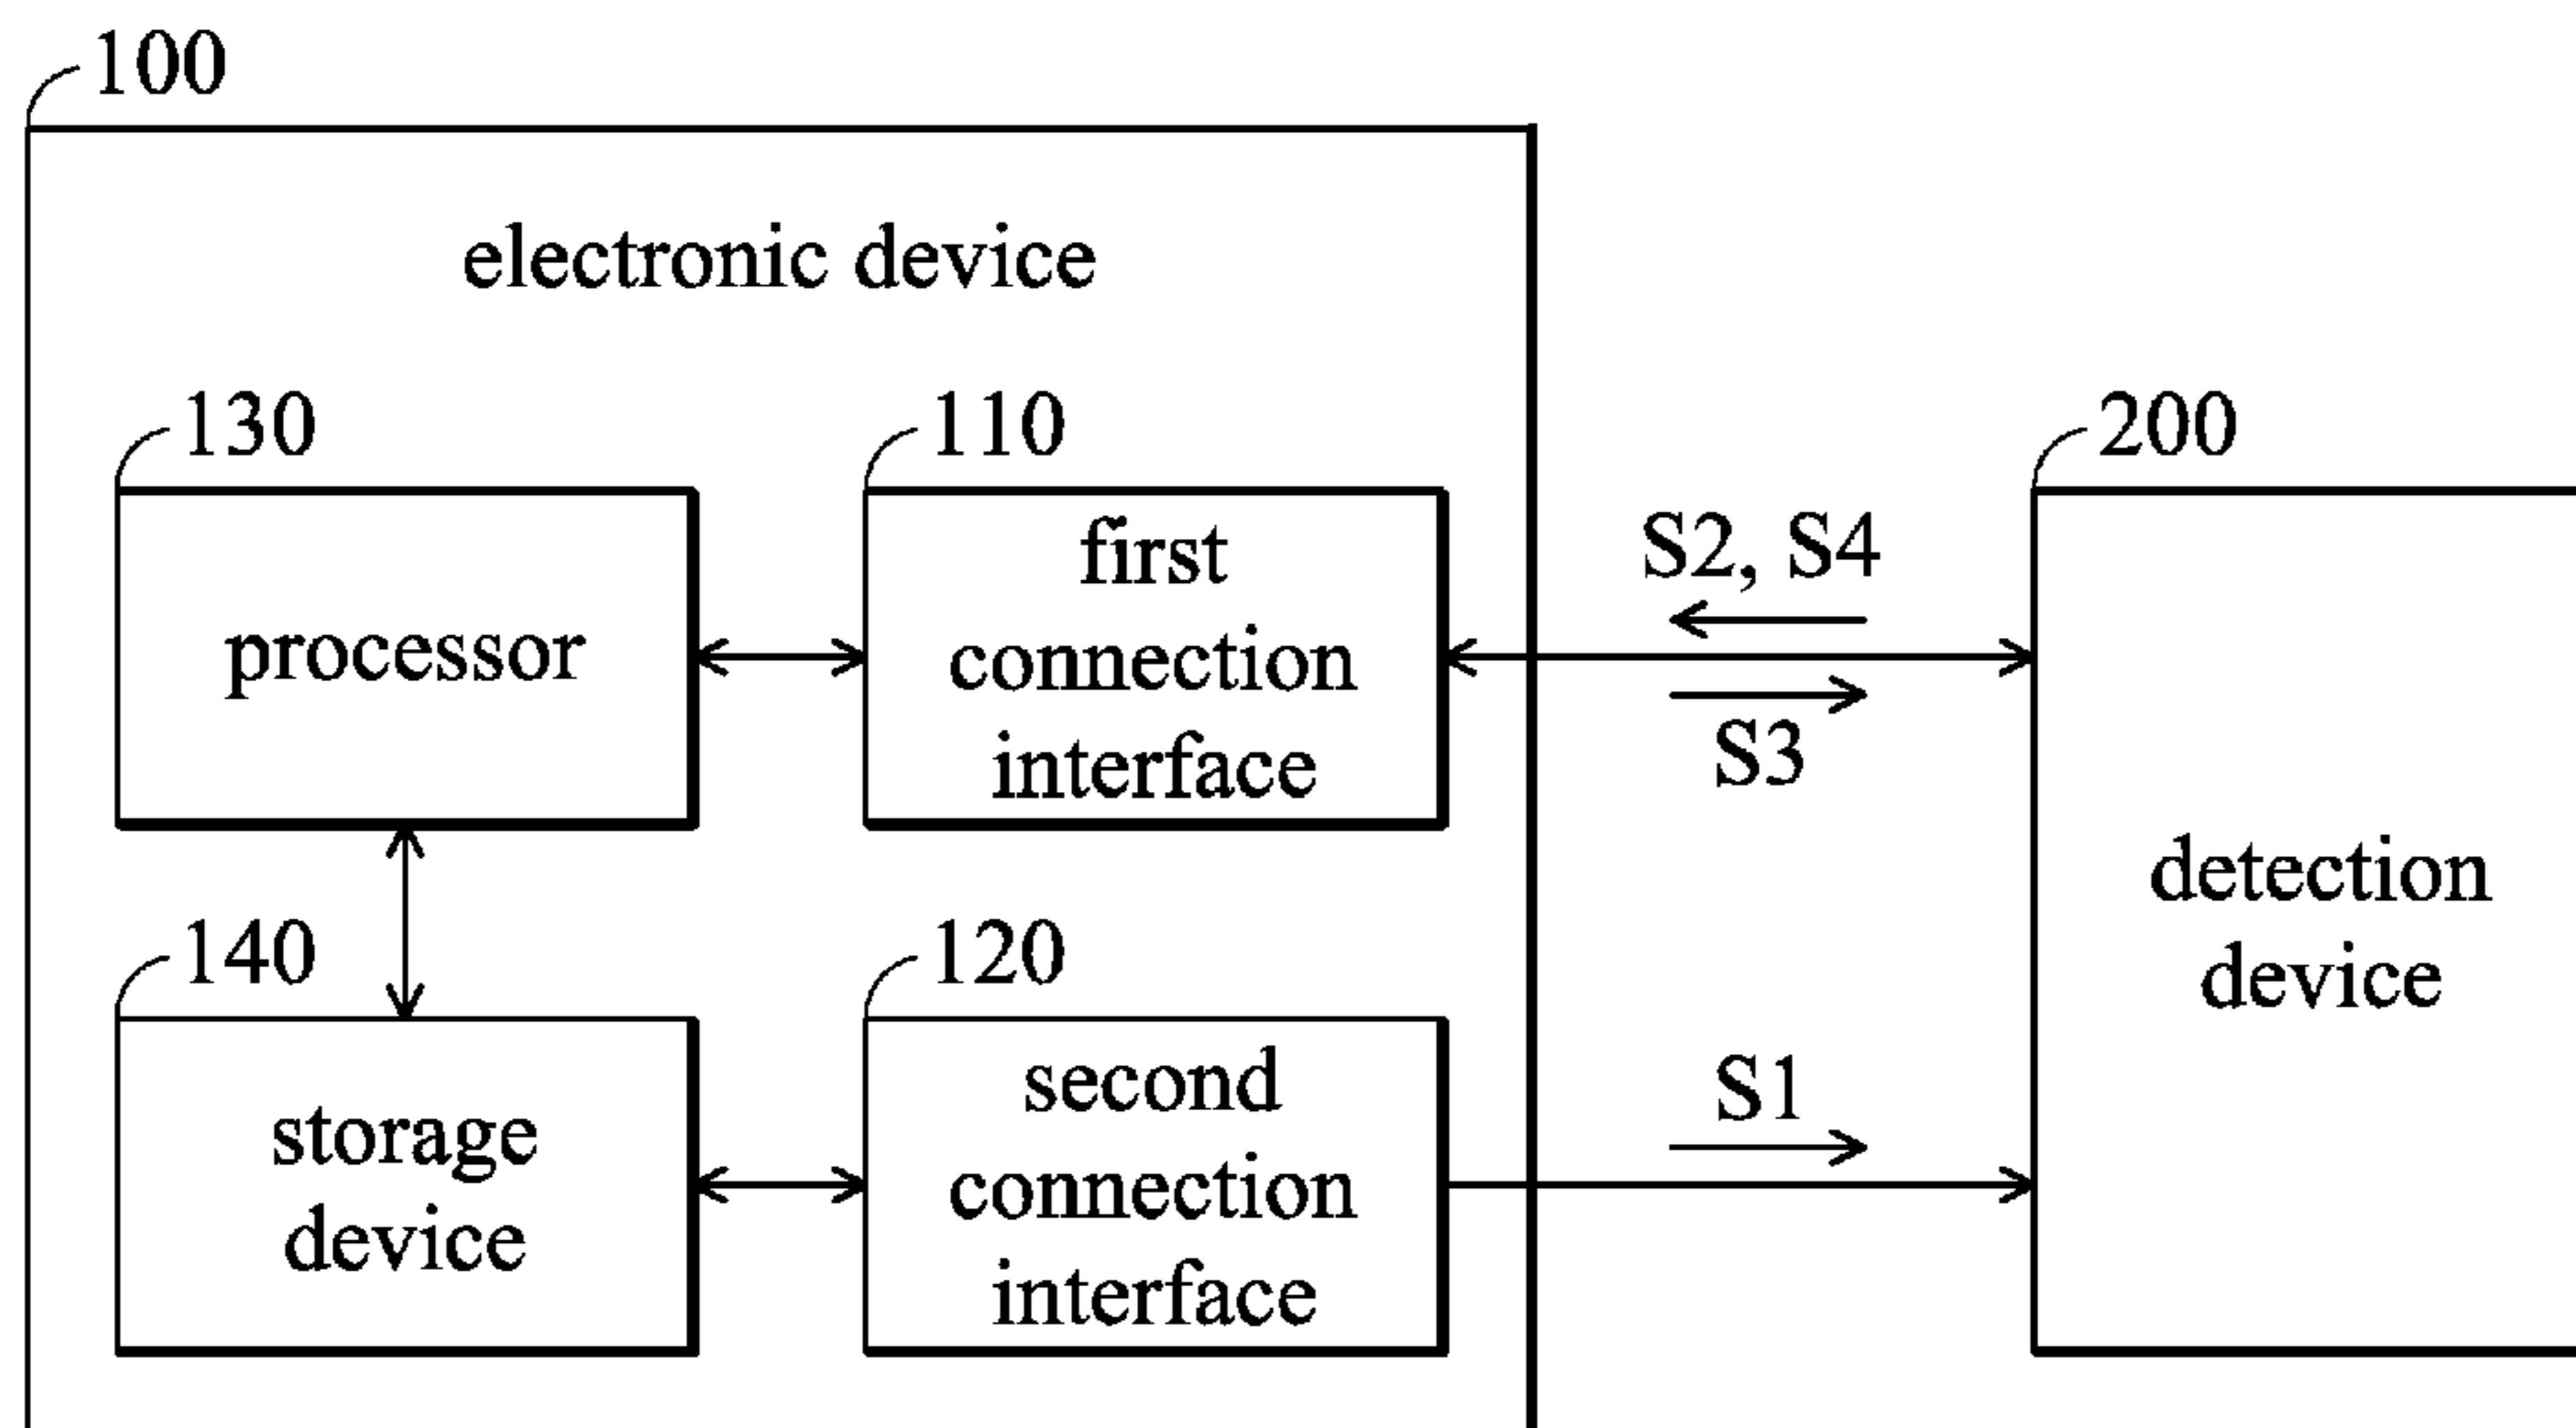 100
electronic device
130
110
200
processor
first
connection
interface
S2, S4
S3
detection
device
140
120
storage
device
second
connection
interface
S1